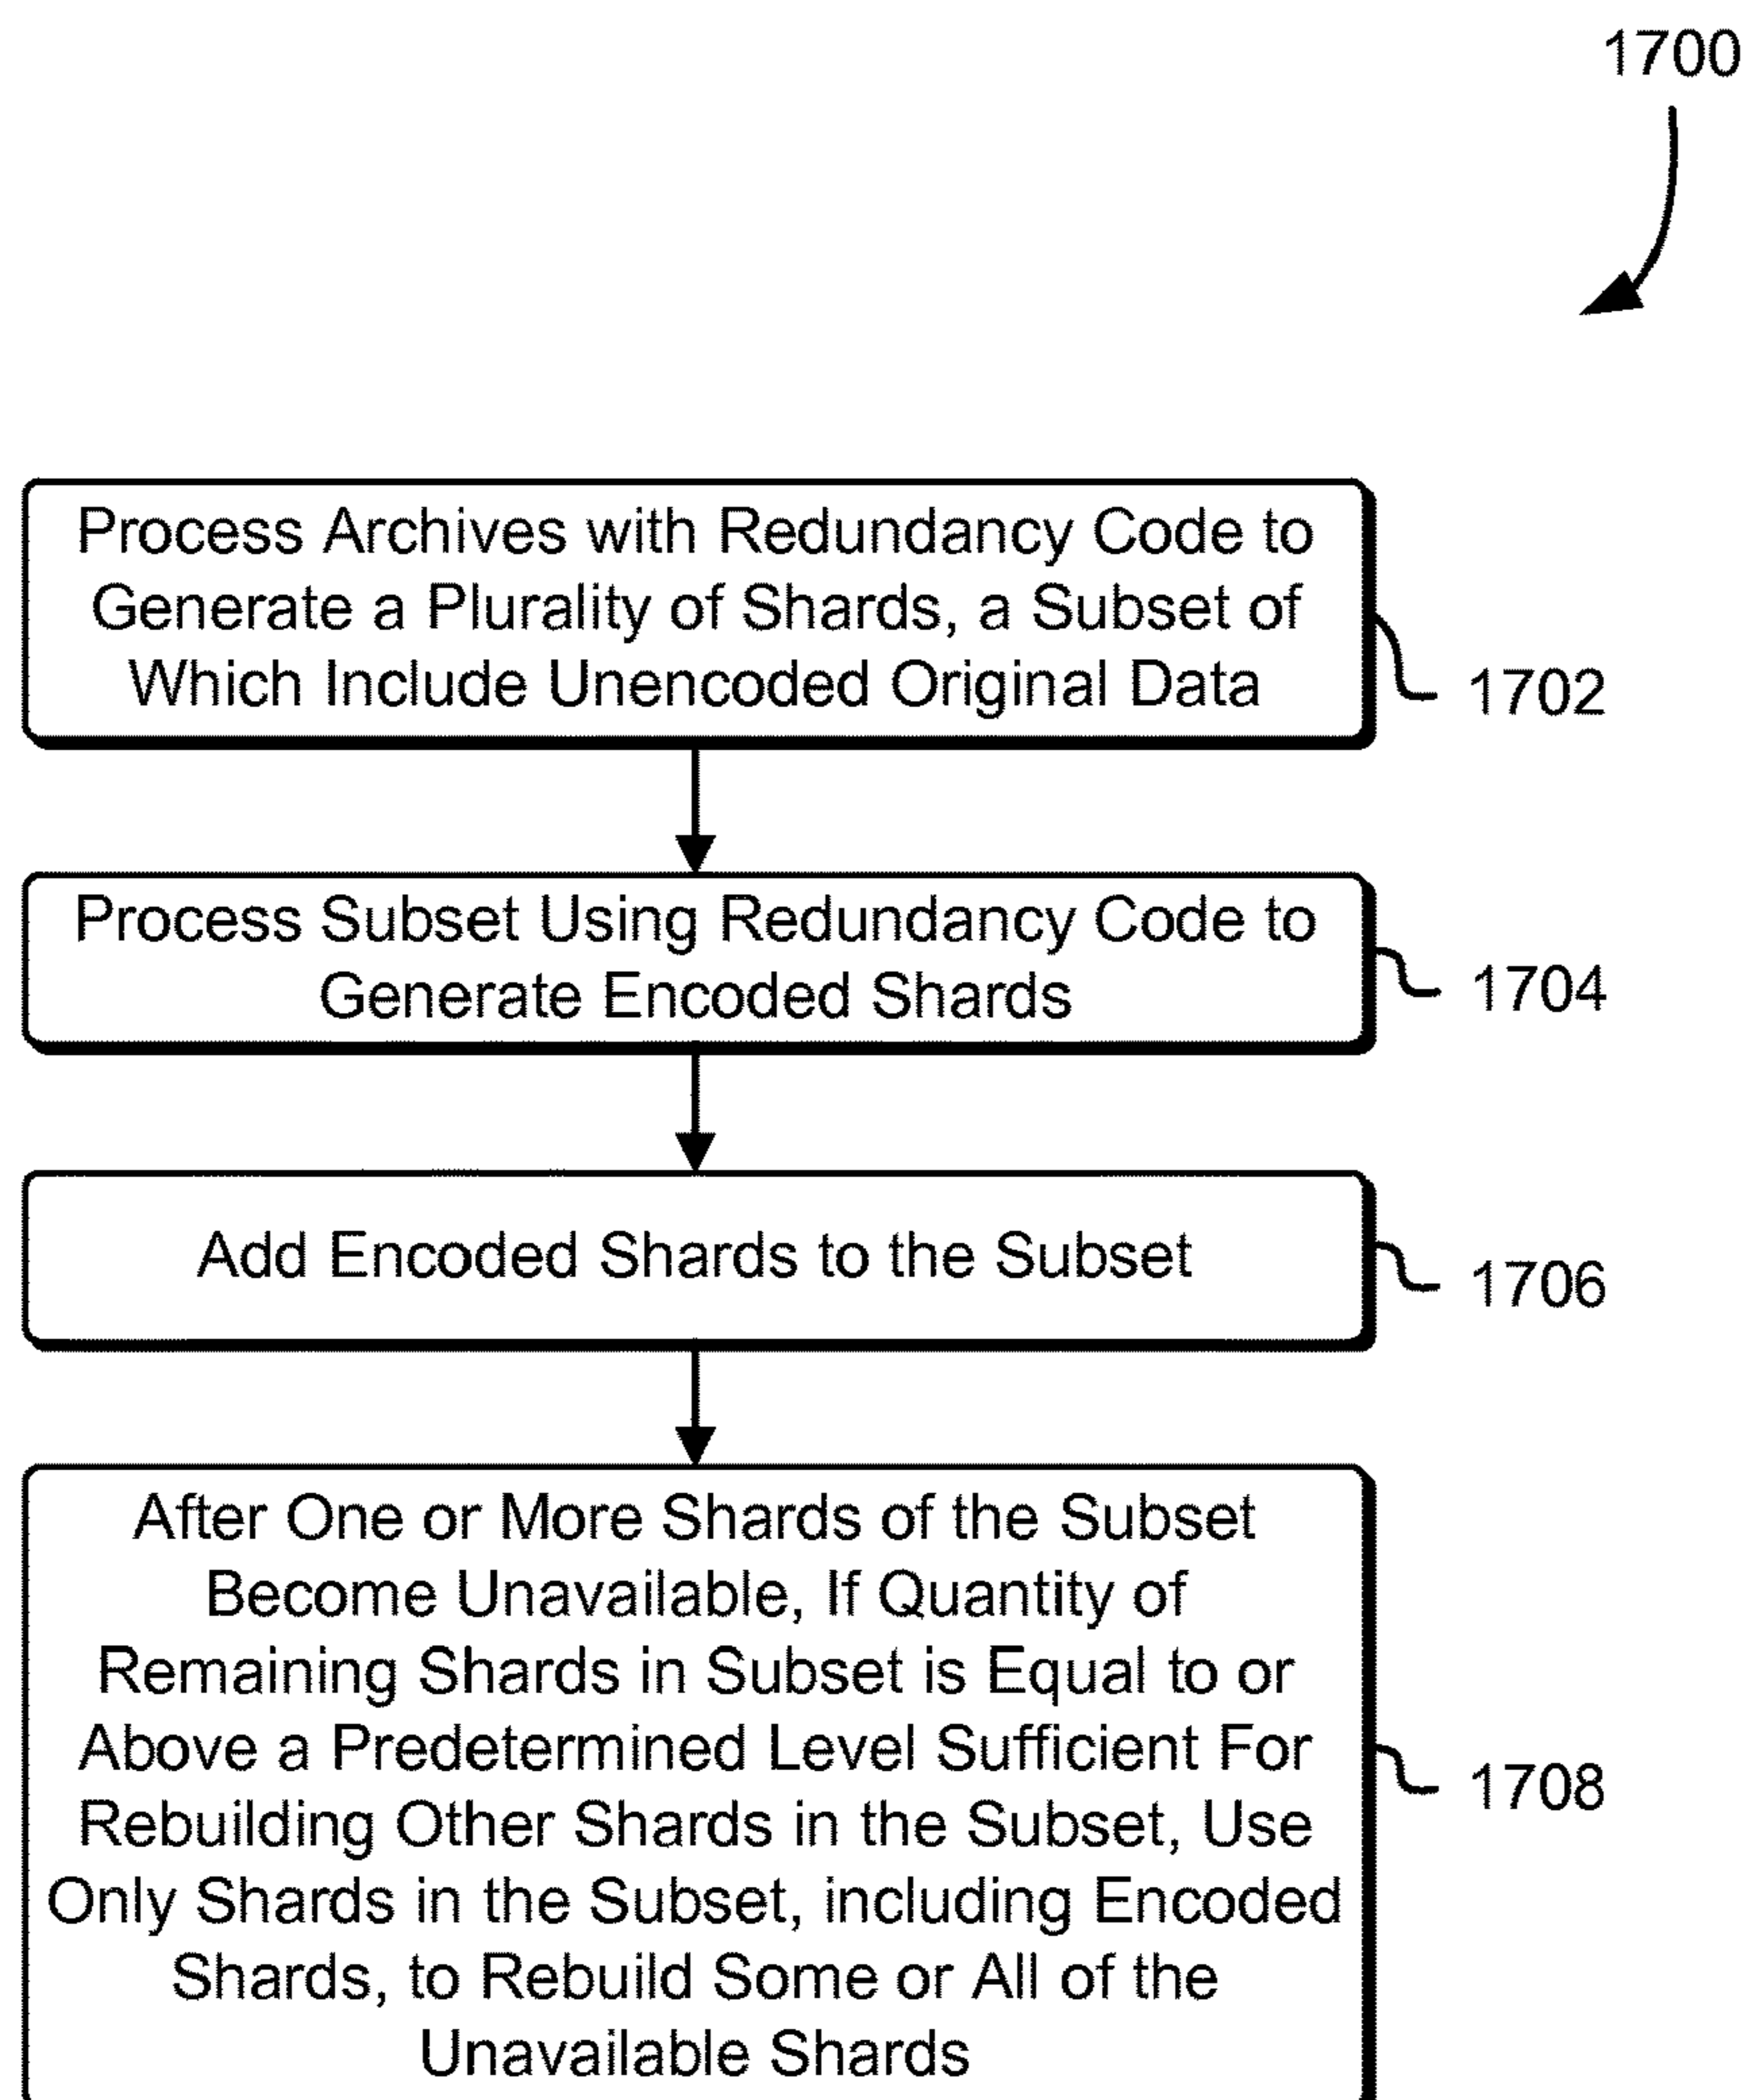 1700
Process Archives with Redundancy Code to
Generate a Plurality of Shards, a Subset of
Which Include Unencoded Original Data
1702
Process Subset Using Redundancy Code to
Generate Encoded Shards
1704
Add Encoded Shards to the Subset
1706
After One or More Shards of the Subset
Become Unavailable, If Quantity of
Remaining Shards in Subset is Equal to or
Above a Predetermined Level Sufficient For
Rebuilding Other Shards in the Subset, Use
Only Shards in the Subset, including Encoded
Shards, to Rebuild Some or All of the
Unavailable Shards
1708